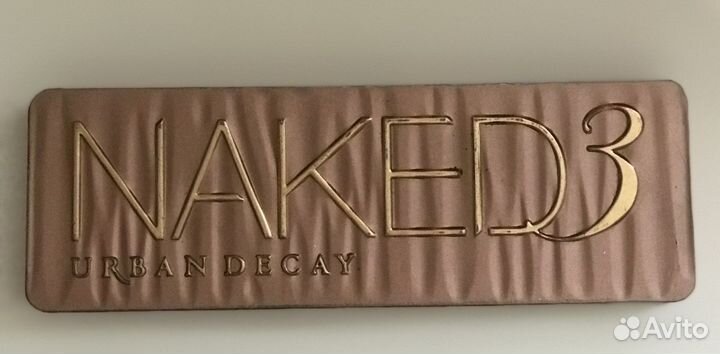 NAKED3
URBAN DECAY
Avito